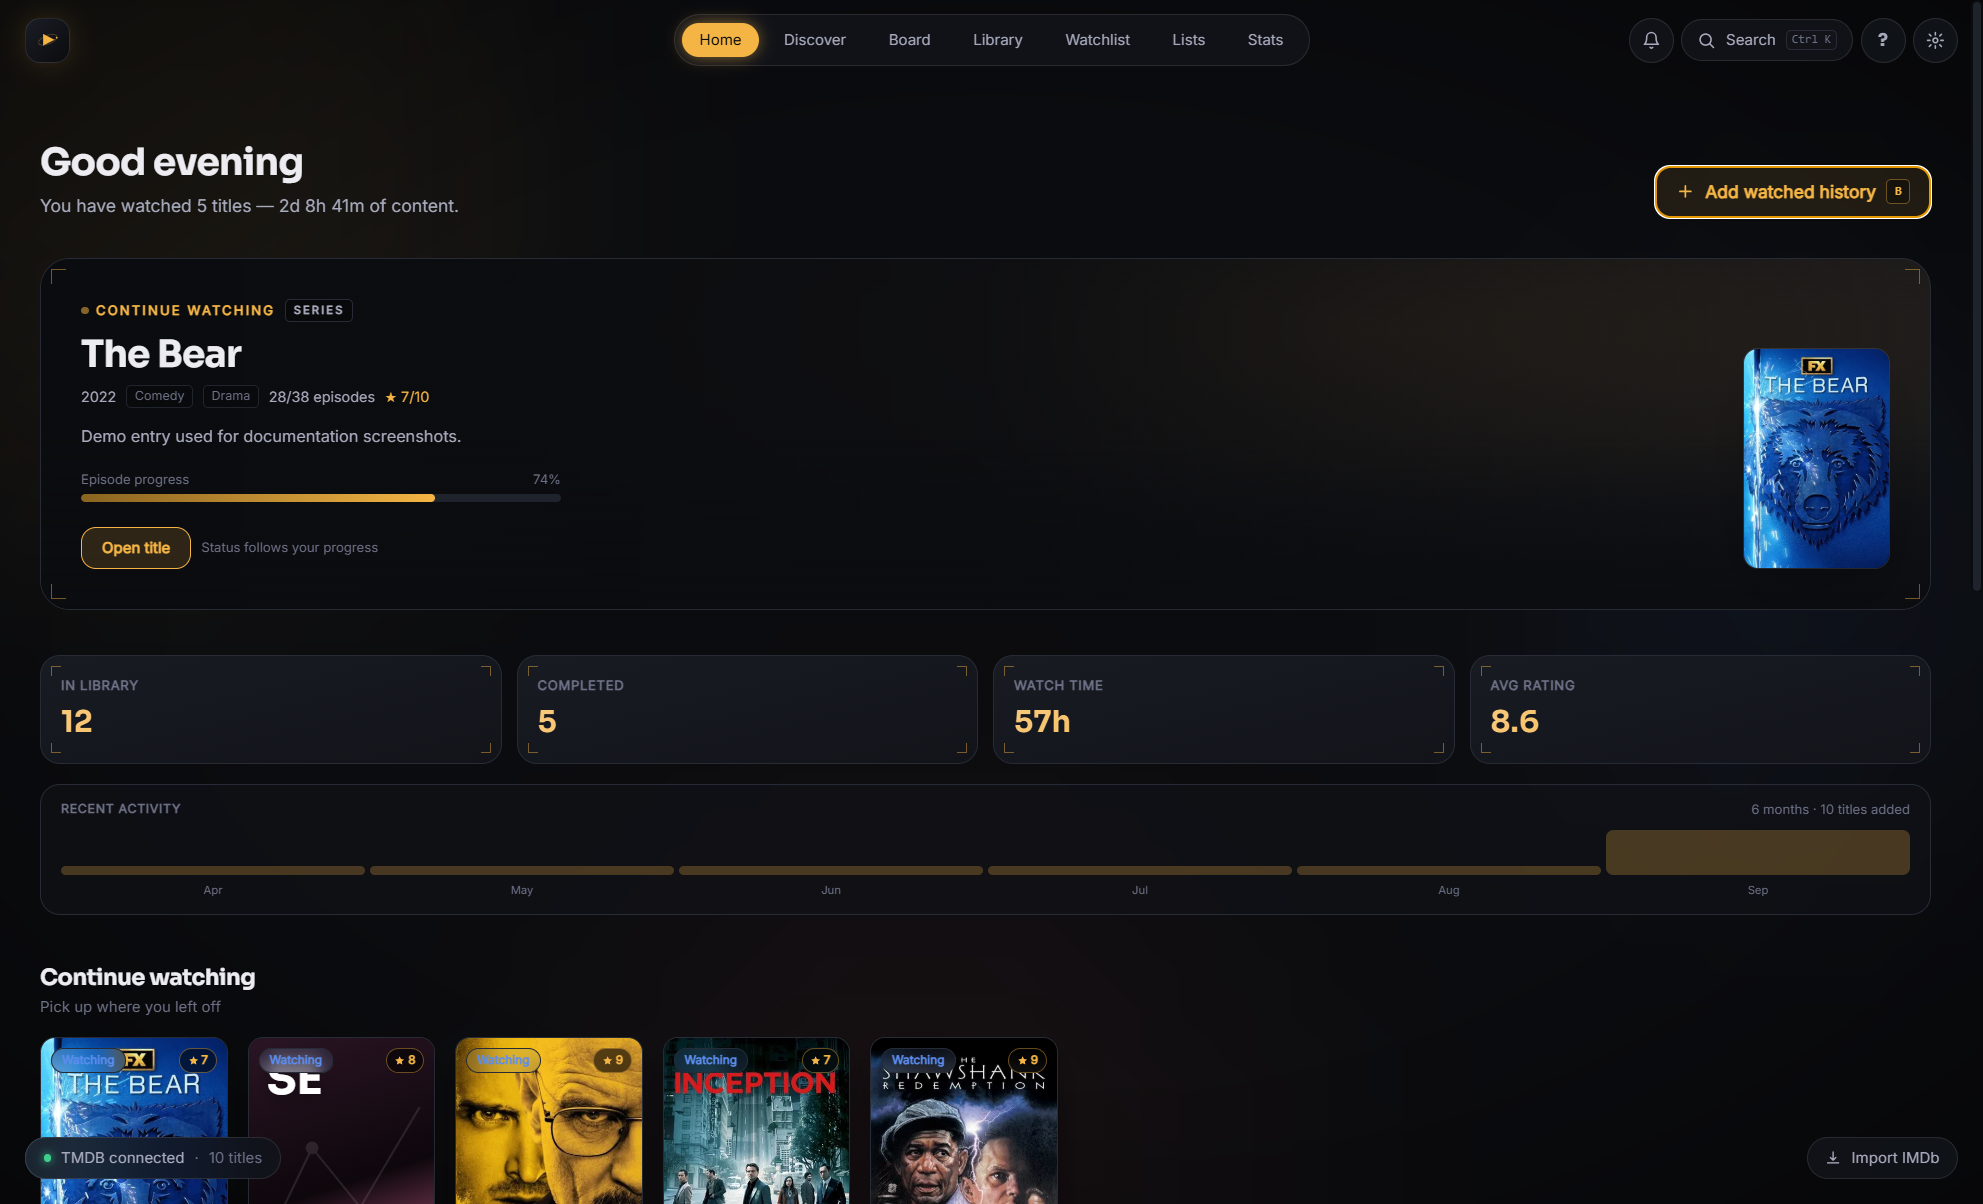 Home Discover Board Library Watchlist Lists Stats
Search Ctrl K ?
Good evening
You have watched 5 titles — 2d 8h 41m of content.
+ Add watched history B
CONTINUE WATCHING SERIES
The Bear
2022 Comedy Drama 28/38 episodes ★ 7/10
Demo entry used for documentation screenshots.
Episode progress 74%
Open title Status follows your progress
FX
THE BEAR
IN LIBRARY
12
COMPLETED
5
WATCH TIME
57h
AVG RATING
8.6
RECENT ACTIVITY 6 months · 10 titles added
Apr May Jun Jul Aug Sep
Continue watching
Pick up where you left off
Watching FX ★ 7
THE BEAR
Watching ★ 8
SE
Watching ★ 9
Watching ★ 7
INCEPTION
Watching ★ 9
SHAWSHANK
REDEMPTION
TMDB connected · 10 titles
Import IMDb